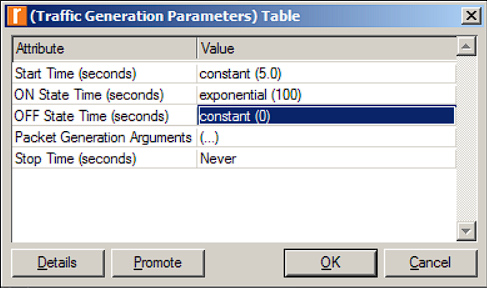 (Traffic Generation Parameters) Table
Attribute Value
Start Time (seconds) constant (5.0)
ON State Time (seconds) exponential (100)
OFF State Time (seconds) constant (0)
Packet Generation Arguments (...)
Stop Time (seconds) Never
Details Promote OK Cancel